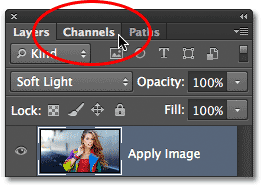 Layers Channels Paths
Kind T
Soft Light Opacity: 100%
Lock: Fill: 100%
Apply Image